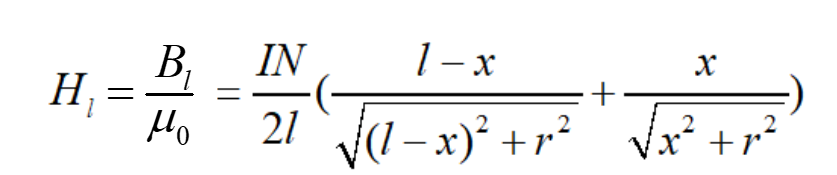 H_l = B_l/μ_0 = IN/2l ( (l − x)/√((l − x)^2 + r^2) + x/√(x^2 + r^2) )